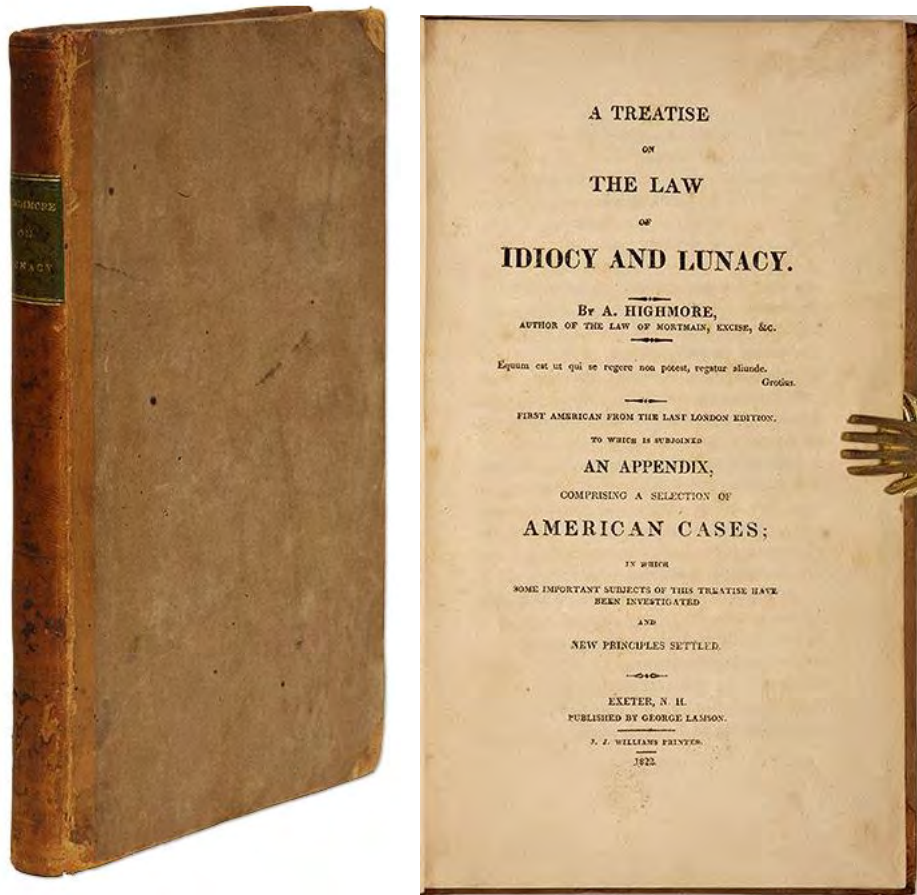 HIGHMORE
ON
LUNACY
A TREATISE
ON
THE LAW
OF
IDIOCY AND LUNACY.
By A. HIGHMORE,
AUTHOR OF THE LAW OF MORTMAIN, EXCISE, &C.
Equum est ut qui se regere non potest, regatur aliunde.
Grotius.
FIRST AMERICAN FROM THE LAST LONDON EDITION.
TO WHICH IS SUBJOINED
AN APPENDIX,
COMPRISING A SELECTION OF
AMERICAN CASES;
IN WHICH
SOME IMPORTANT SUBJECTS OF THIS TREATISE HAVE
BEEN INVESTIGATED
AND
NEW PRINCIPLES SETTLED.
EXETER, N. H.
PUBLISHED BY GEORGE LAMSON.
J. J. WILLIAMS PRINTER.
1822.